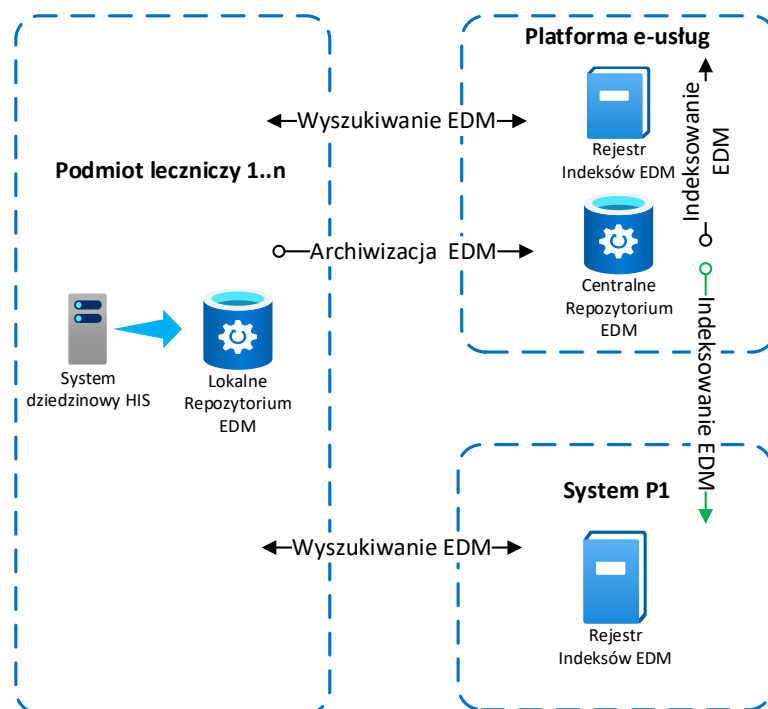 Platforma e-usług
Wyszukiwanie EDM
Rejestr
Indeksów EDM
Indeksowanie
EDM
Podmiot leczniczy 1..n
Archiwizacja EDM
Centralne
Repozytorium
EDM
System
dziedzinowy HIS
Lokalne
Repozytorium
EDM
Indeksowanie EDM
System P1
Wyszukiwanie EDM
Rejestr
Indeksów EDM